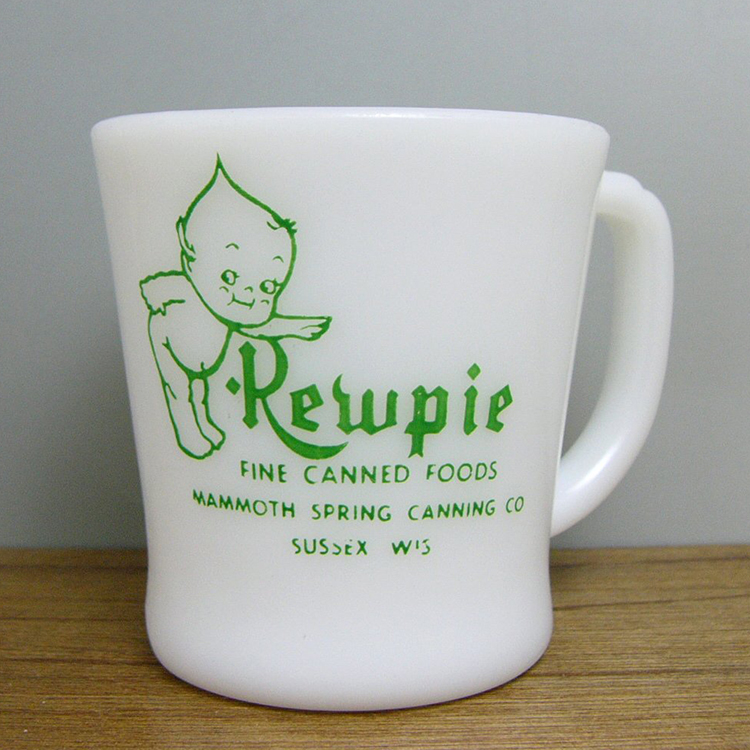 Kewpie
FINE CANNED FOODS
MAMMOTH SPRING CANNING CO
SUSSEX WIS